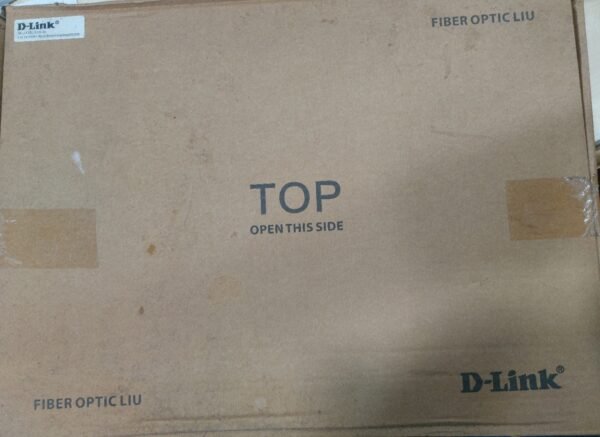 D-Link®
FIBER OPTIC LIU
TOP
OPEN THIS SIDE
FIBER OPTIC LIU
D-Link®